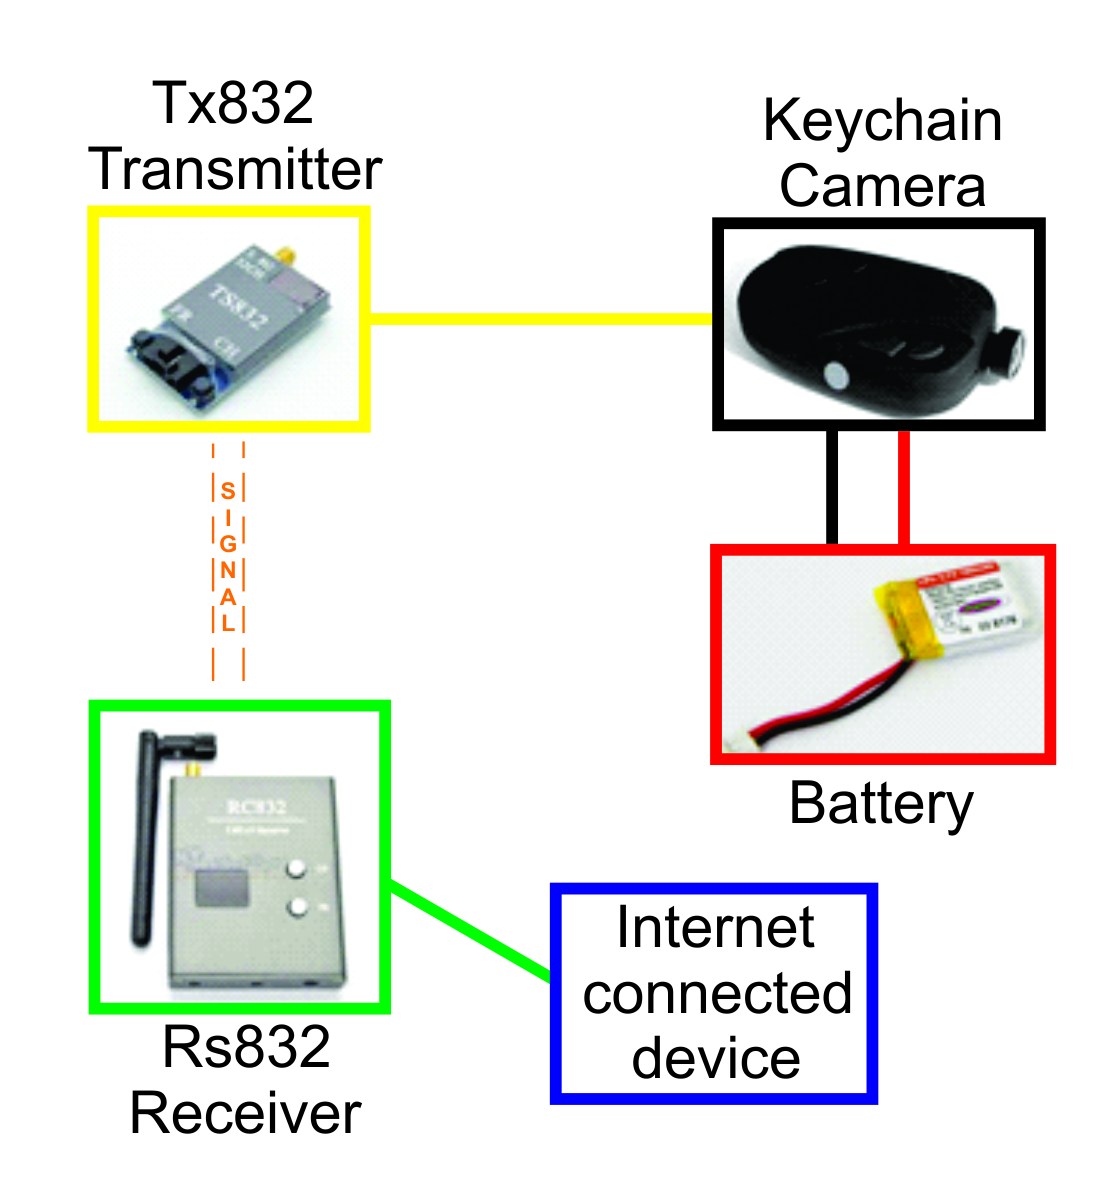 Tx832
Transmitter
Keychain
Camera
TS832
FR
CH
SIGNAL
RC832
Battery
Internet
connected
device
Rs832
Receiver